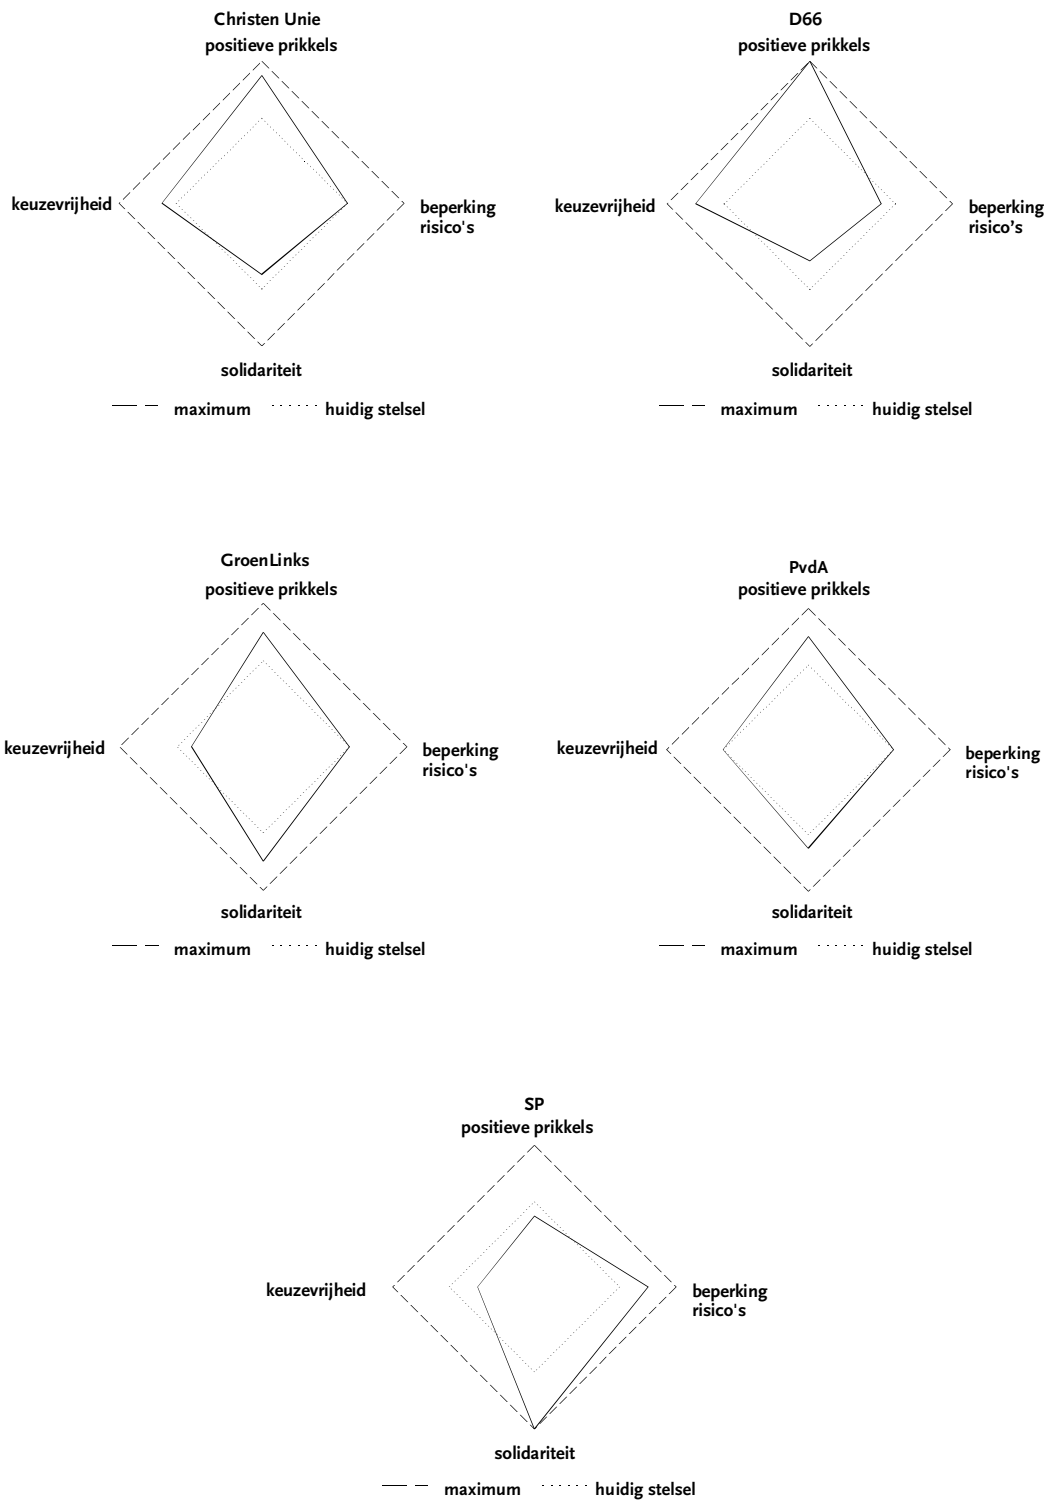 Christen Unie
positieve prikkels
keuzevrijheid
beperking
risico's
solidariteit
maximum huidig stelsel
D66
positieve prikkels
keuzevrijheid
beperking
risico’s
solidariteit
maximum huidig stelsel
GroenLinks
positieve prikkels
keuzevrijheid
beperking
risico's
solidariteit
maximum huidig stelsel
PvdA
positieve prikkels
keuzevrijheid
beperking
risico's
solidariteit
maximum huidig stelsel
SP
positieve prikkels
keuzevrijheid
beperking
risico's
solidariteit
maximum huidig stelsel